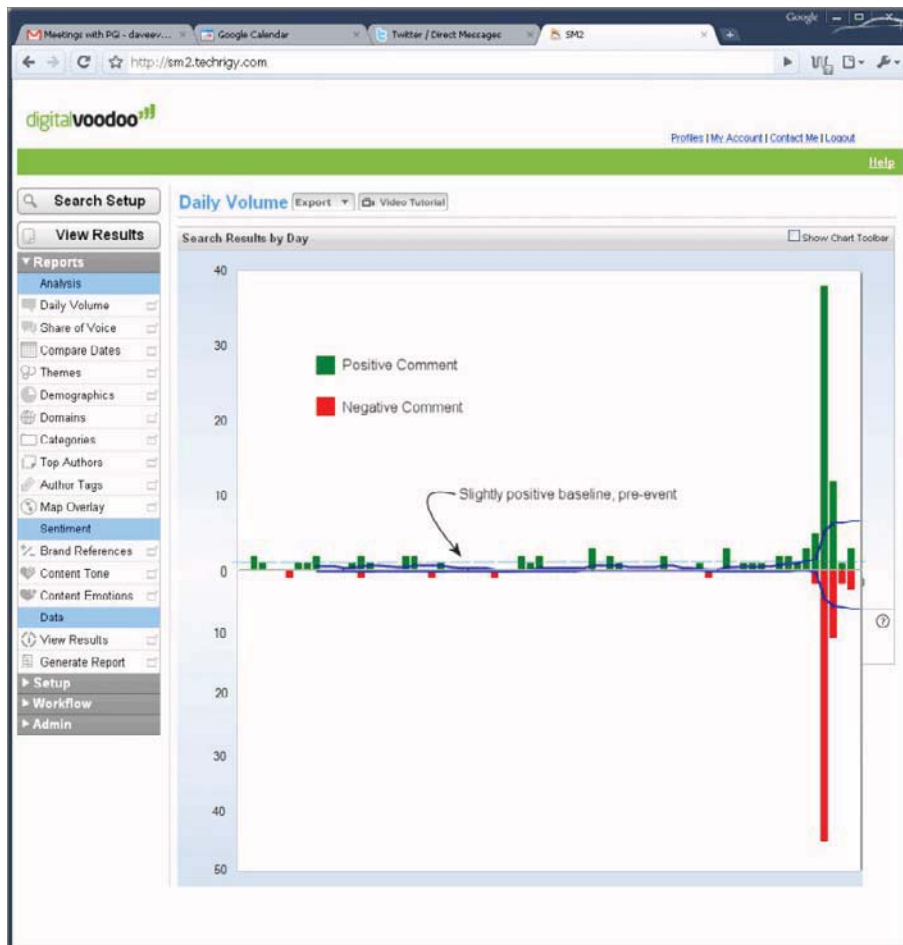 Google
Meetings with PGi - daveev...
Google Calendar
Twitter / Direct Messages
SM2
http://sm2.techrigy.com
digitalvoodoo
Profiles | My Account | Contact Me | Logout
Help
Search Setup
View Results
Reports
Analysis
Daily Volume
Share of Voice
Compare Dates
Themes
Demographics
Domains
Categories
Top Authors
Author Tags
Map Overlay
Sentiment
Brand References
Content Tone
Content Emotions
Data
View Results
Generate Report
Setup
Workflow
Admin
Daily Volume Export Video Tutorial
Search Results by Day
Show Chart Toolbar
40
30
20
10
0
10
20
30
40
50
Positive Comment
Negative Comment
Slightly positive baseline, pre-event